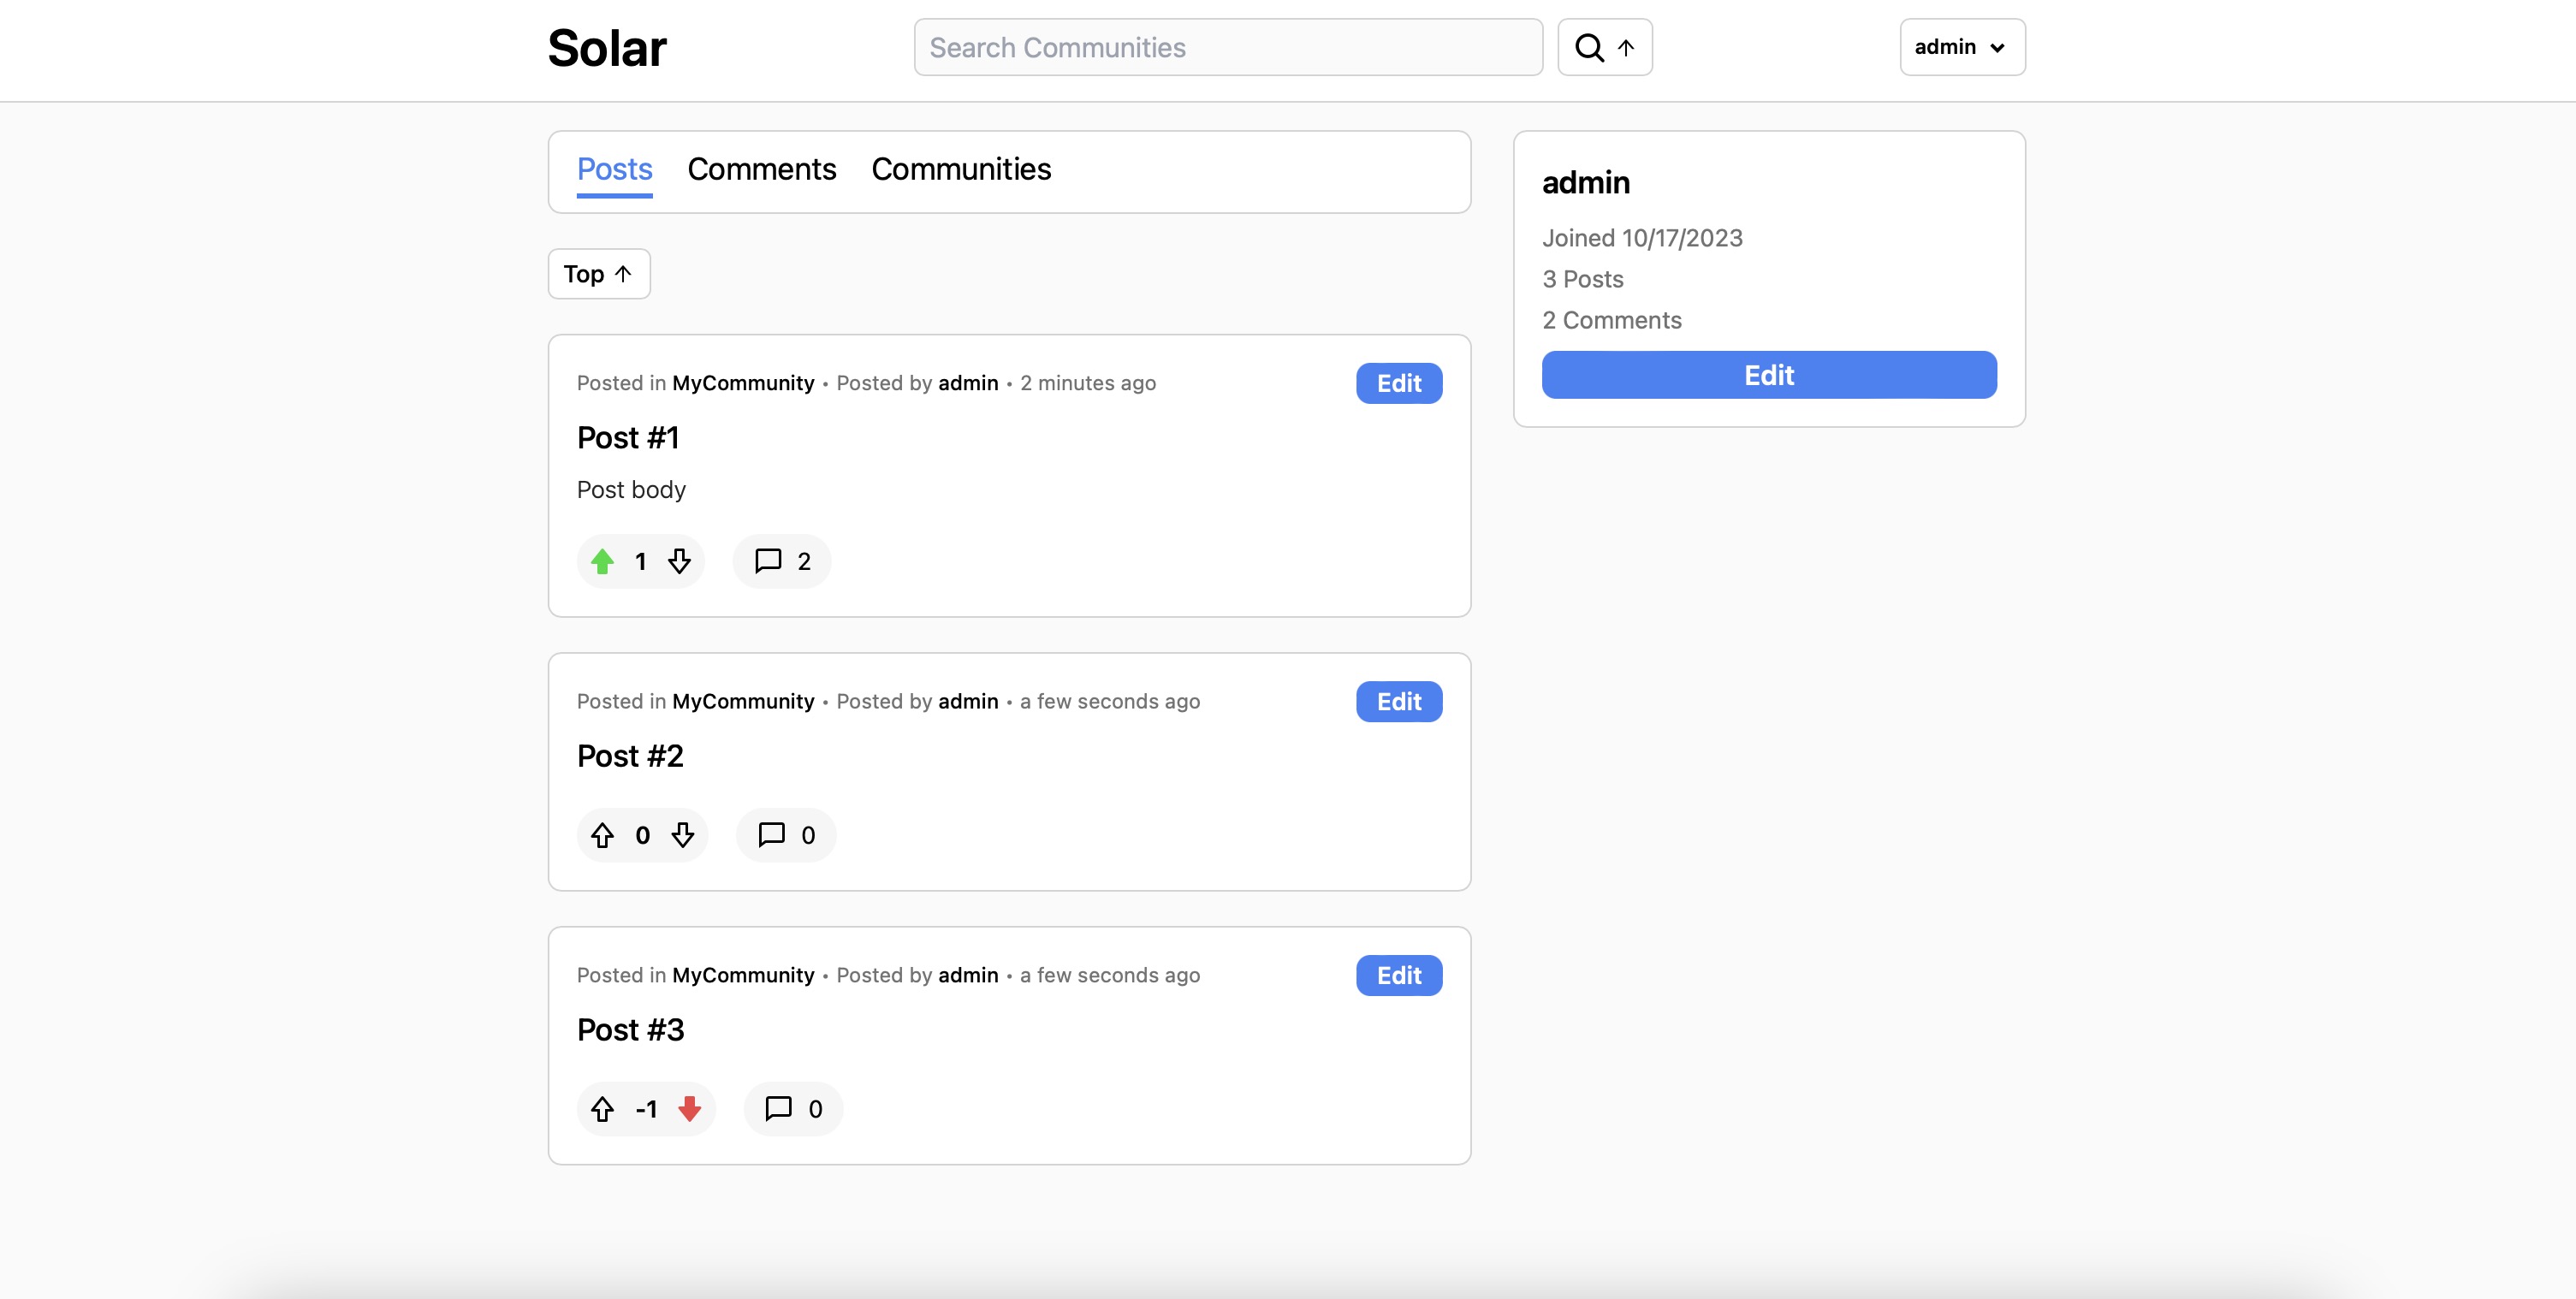 Solar
Search Communities
admin
Posts Comments Communities
Top ↑
Posted in MyCommunity • Posted by admin • 2 minutes ago
Edit
Post #1
Post body
1
2
Posted in MyCommunity • Posted by admin • a few seconds ago
Edit
Post #2
0
0
Posted in MyCommunity • Posted by admin • a few seconds ago
Edit
Post #3
-1
0
admin
Joined 10/17/2023
3 Posts
2 Comments
Edit